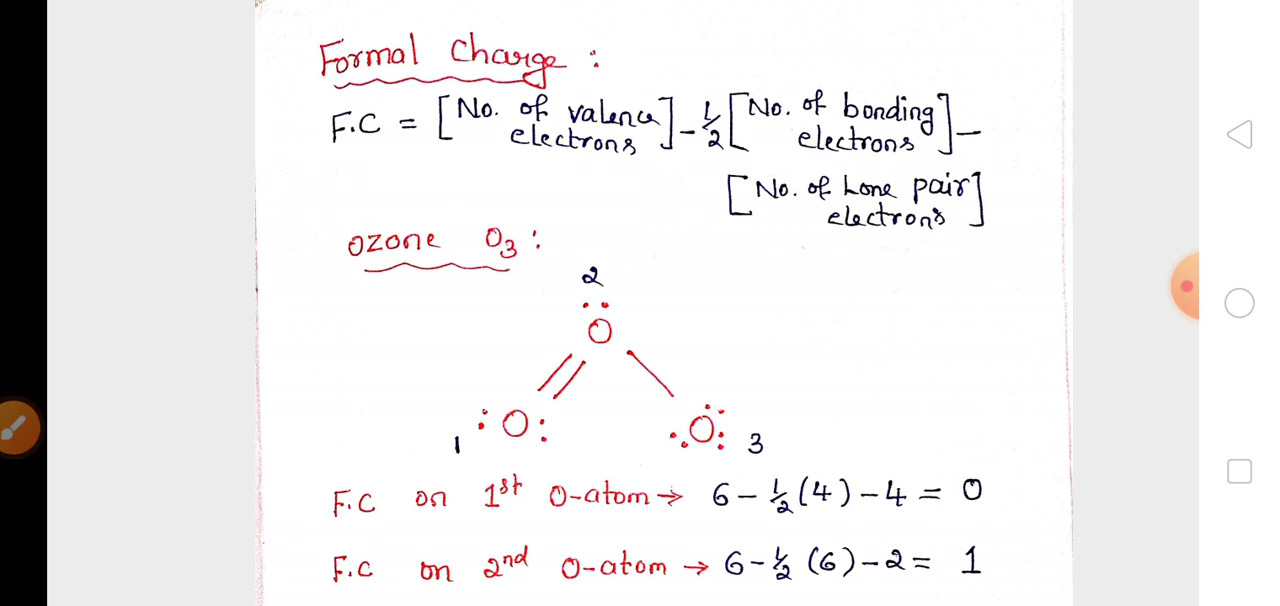 Formal Charge :
F.C = [No. of valence electrons] - 1/2 [No. of bonding electrons] -
[No. of Lone pair electrons]
Ozone O3 :
2
O
O
O
1
3
F.C on 1st O-atom → 6 - 1/2 (4) - 4 = 0
F.C on 2nd O-atom → 6 - 1/2 (6) - 2 = 1